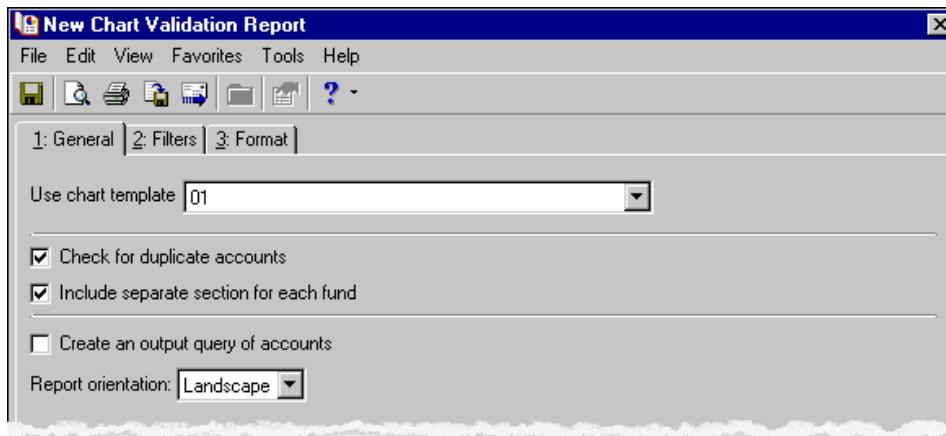 New Chart Validation Report
File Edit View Favorites Tools Help
1: General 2: Filters 3: Format
Use chart template 01
Check for duplicate accounts
Include separate section for each fund
Create an output query of accounts
Report orientation: Landscape